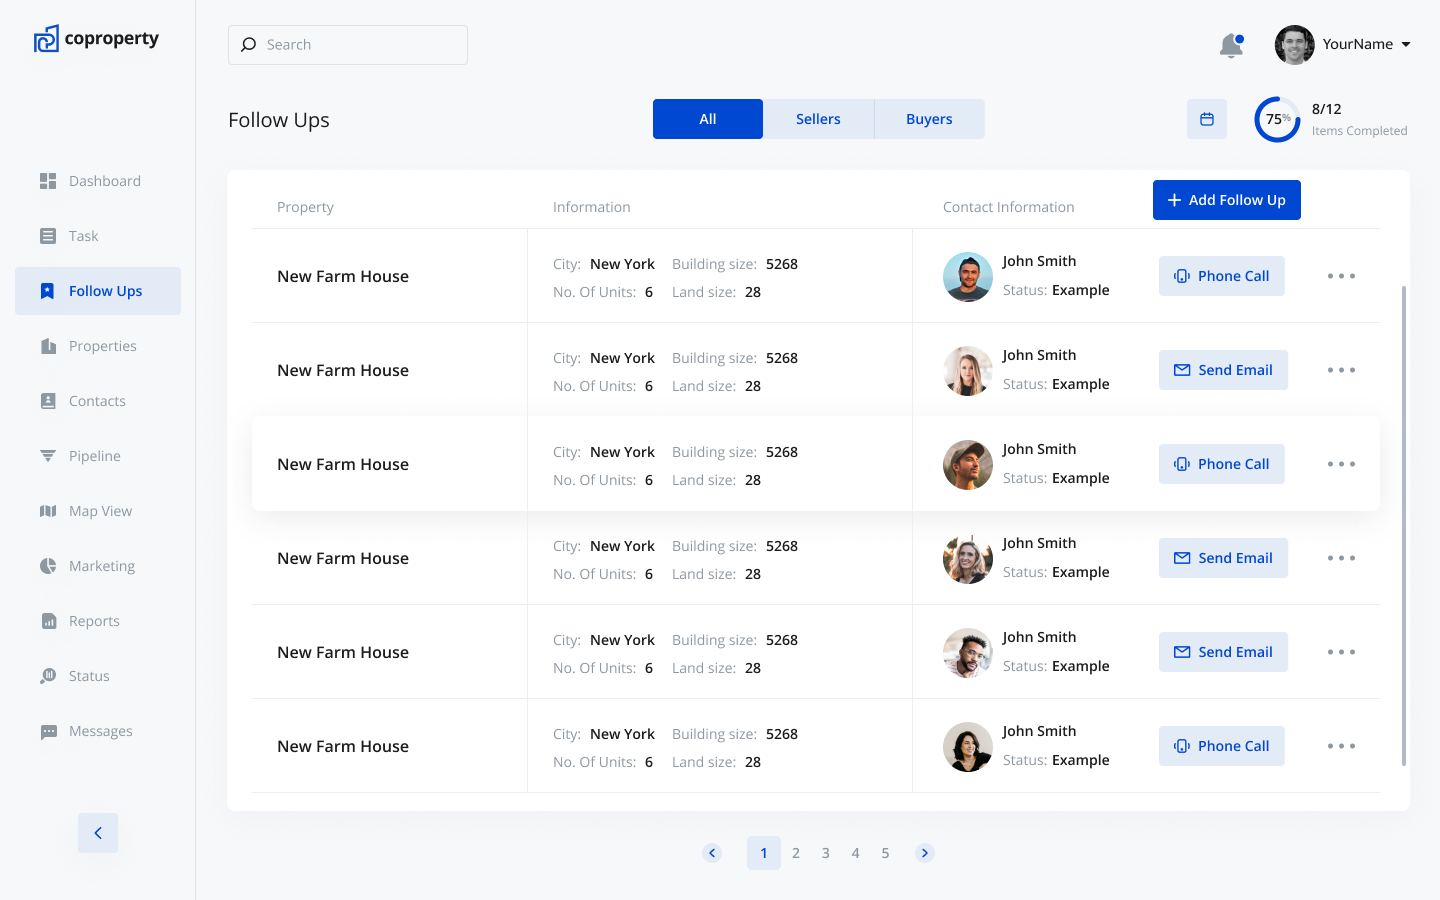 coproperty
Search
YourName
Follow Ups
All
Sellers
Buyers
75%
8/12
Items Completed
Dashboard
Task
Follow Ups
Properties
Contacts
Pipeline
Map View
Marketing
Reports
Status
Messages
Property
Information
Contact Information
+ Add Follow Up
New Farm House
City: New York Building size: 5268
No. Of Units: 6 Land size: 28
John Smith
Status: Example
Phone Call
New Farm House
City: New York Building size: 5268
No. Of Units: 6 Land size: 28
John Smith
Status: Example
Send Email
New Farm House
City: New York Building size: 5268
No. Of Units: 6 Land size: 28
John Smith
Status: Example
Phone Call
New Farm House
City: New York Building size: 5268
No. Of Units: 6 Land size: 28
John Smith
Status: Example
Send Email
New Farm House
City: New York Building size: 5268
No. Of Units: 6 Land size: 28
John Smith
Status: Example
Send Email
New Farm House
City: New York Building size: 5268
No. Of Units: 6 Land size: 28
John Smith
Status: Example
Phone Call
1 2 3 4 5